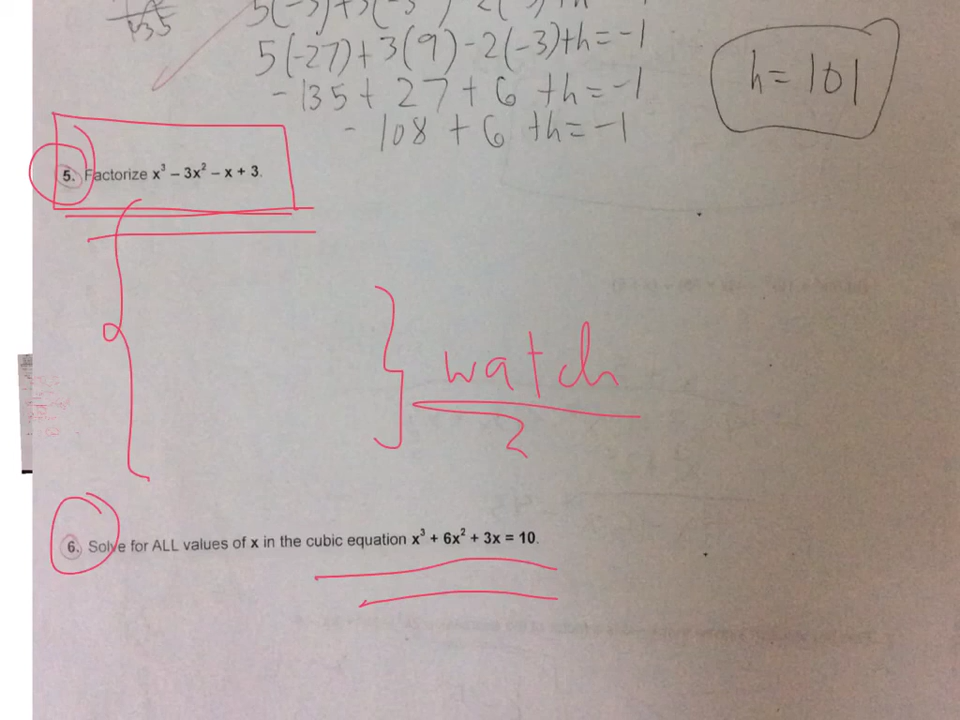 5(-27)+3(9)-2(-3)+h=-1
-135+27+6+h=-1
-108+6+h=-1
h=101
5. Factorize x³ – 3x² – x + 3.
watch
2
6. Solve for ALL values of x in the cubic equation x³ + 6x² + 3x = 10.